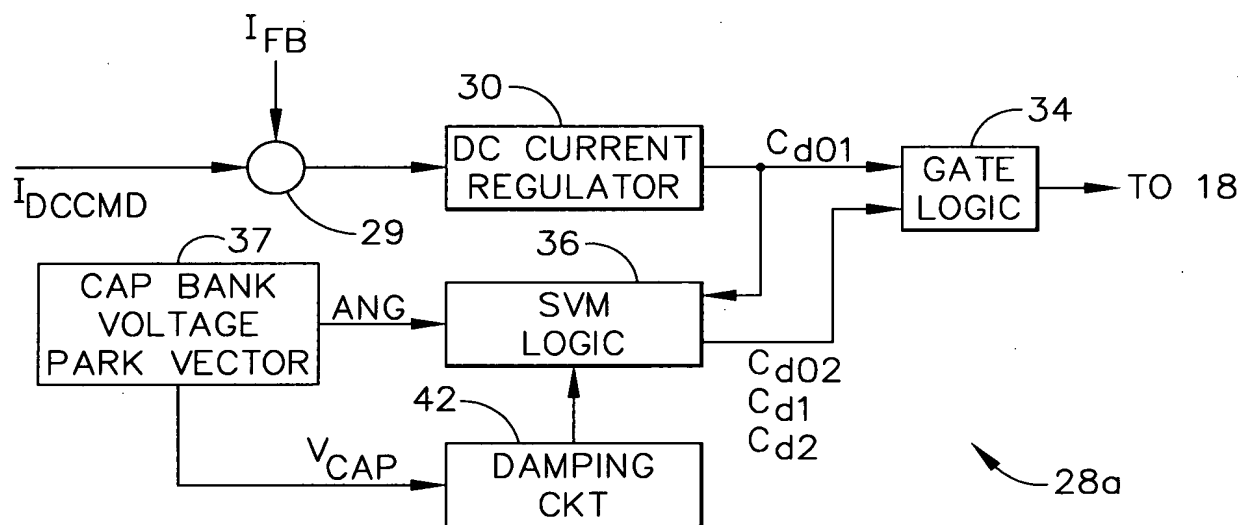 I_FB
30
34
DC CURRENT
REGULATOR
C_d01
GATE
LOGIC
TO 18
I_DCCMD
29
37
36
CAP BANK
VOLTAGE
PARK VECTOR
ANG
SVM
LOGIC
C_d02
C_d1
C_d2
42
V_CAP
DAMPING
CKT
28a